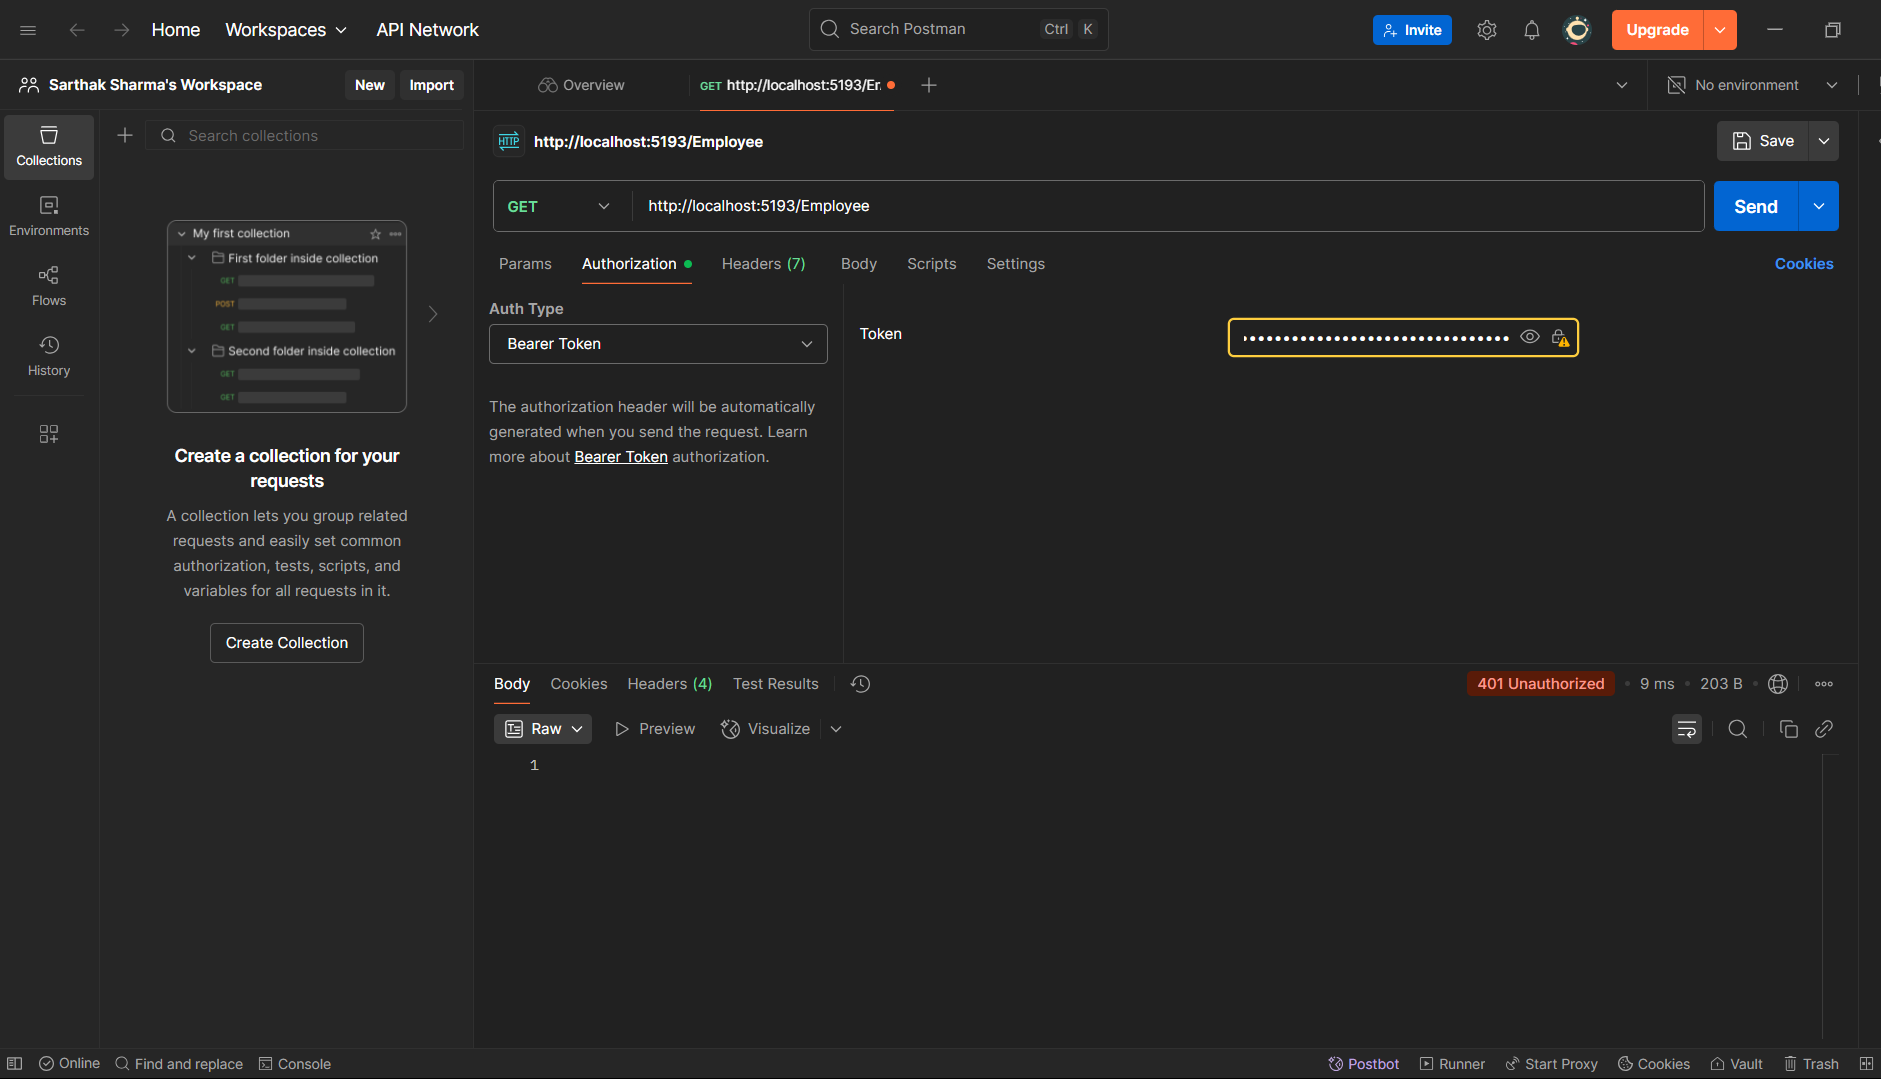 Home Workspaces API Network Search Postman Ctrl K Invite Upgrade
Sarthak Sharma's Workspace New Import
Overview GET http://localhost:5193/Er. No environment
Collections
Environments
Flows
History
Search collections
My first collection
First folder inside collection
GET
POST
GET
Second folder inside collection
GET
GET
Create a collection for your
requests
A collection lets you group related
requests and easily set common
authorization, tests, scripts, and
variables for all requests in it.
Create Collection
HTTP http://localhost:5193/Employee Save
GET http://localhost:5193/Employee Send
Params Authorization Headers (7) Body Scripts Settings Cookies
Auth Type
Bearer Token
The authorization header will be automatically
generated when you send the request. Learn
more about Bearer Token authorization.
Token
Body Cookies Headers (4) Test Results 401 Unauthorized 9 ms 203 B
Raw Preview Visualize
1
Online Find and replace Console Postbot Runner Start Proxy Cookies Vault Trash